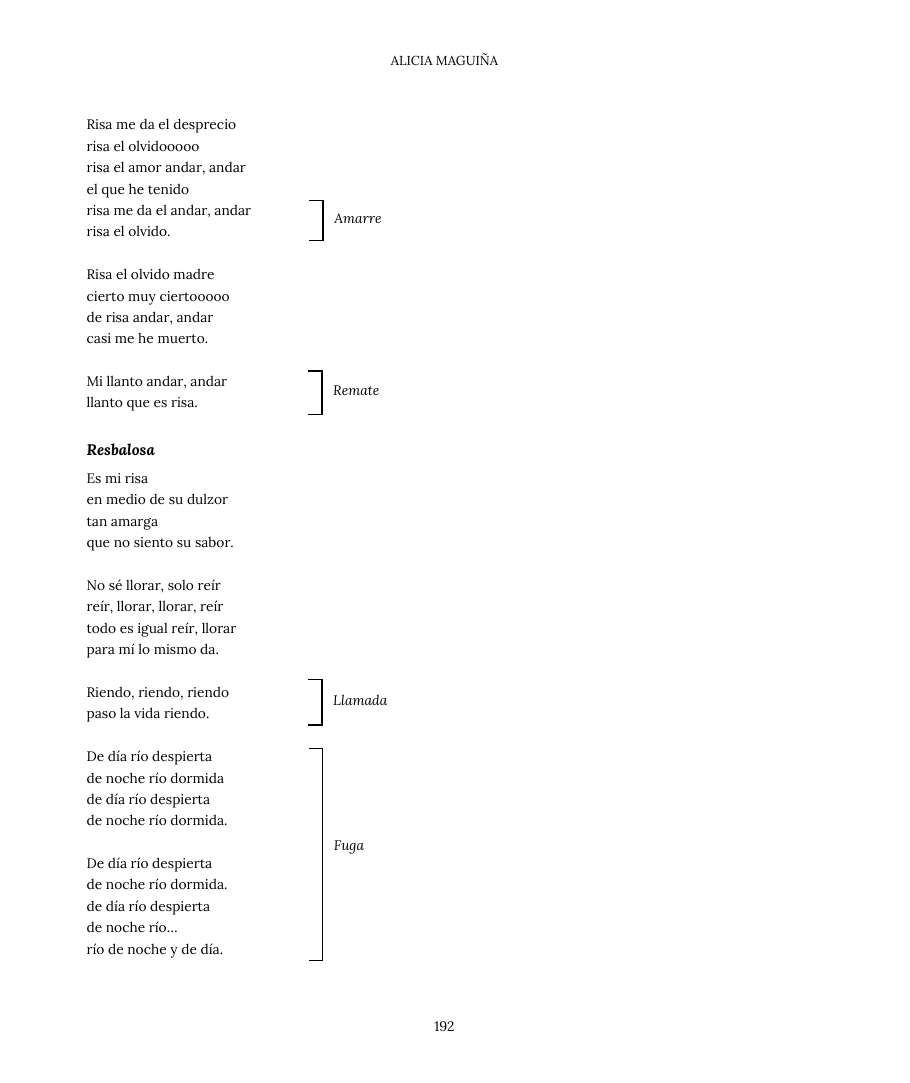 ALICIA MAGUIÑA
Risa me da el desprecio
risa el olvidooooo
risa el amor andar, andar
el que he tenido
risa me da el andar, andar
risa el olvido.
Amarre
Risa el olvido madre
cierto muy ciertooooo
de risa andar, andar
casi me he muerto.
Mi llanto andar, andar
llanto que es risa.
Remate
Resbalosa
Es mi risa
en medio de su dulzor
tan amarga
que no siento su sabor.
No sé llorar, solo reír
reír, llorar, llorar, reír
todo es igual reír, llorar
para mí lo mismo da.
Riendo, riendo, riendo
paso la vida riendo.
Llamada
De día río despierta
de noche río dormida
de día río despierta
de noche río dormida.
De día río despierta
de noche río dormida.
de día río despierta
de noche río...
río de noche y de día.
Fuga
192